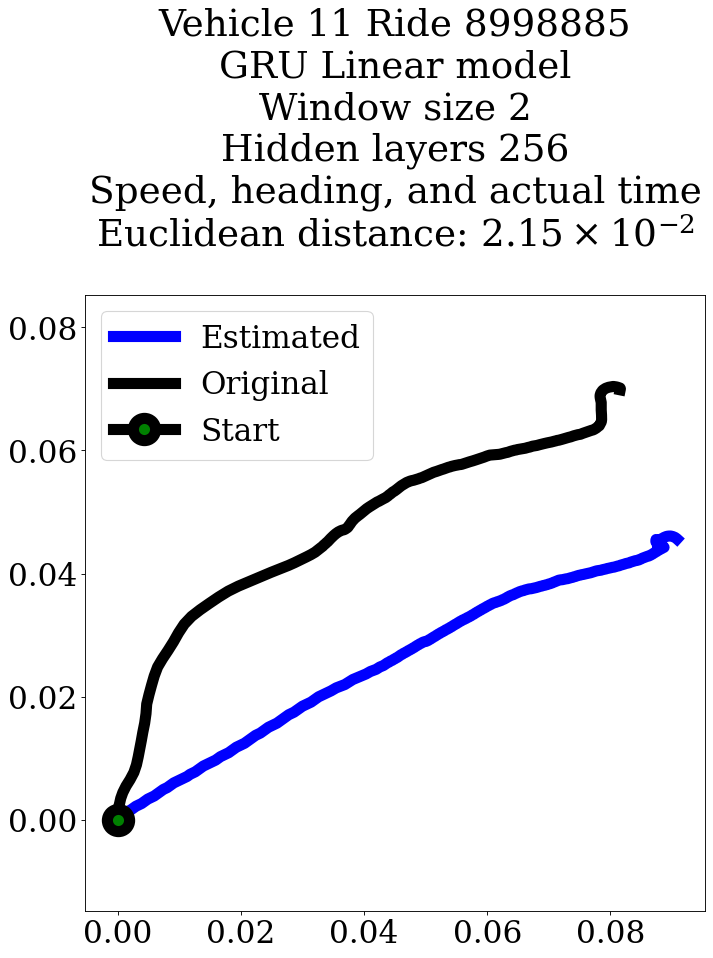 Vehicle 11 Ride 8998885
GRU Linear model
Window size 2
Hidden layers 256
Speed, heading, and actual time
Euclidean distance: 2.15 × 10⁻²
Estimated
Original
Start
0.08
0.06
0.04
0.02
0.00
0.00 0.02 0.04 0.06 0.08